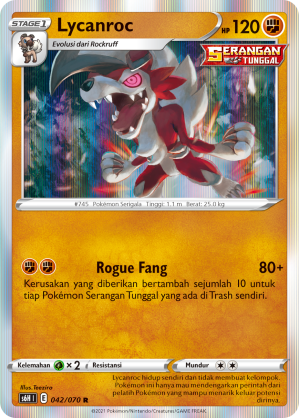 STAGE 1
Lycanroc
HP 120
Evolusi dari Rockruff
SERANGAN
TUNGGAL
#745 Pokémon Serigala Tinggi: 1.1 m Berat: 25.0 kg
Rogue Fang 80+
Kerusakan yang diberikan bertambah sejumlah 10 untuk
tiap Pokémon Serangan Tunggal yang ada di Trash sendiri.
Kelemahan ×2 Resistansi Mundur
Illus. Teeziro
Lycanroc hidup sendiri dan tidak membuat kelompok.
Pokémon ini hanya mau mendengarkan perintah dari
pelatih Pokémon yang mampu menarik keluar kekuatan
s6H I E 042/070 R
©2021 Pokémon/Nintendo/Creatures/GAME FREAK.